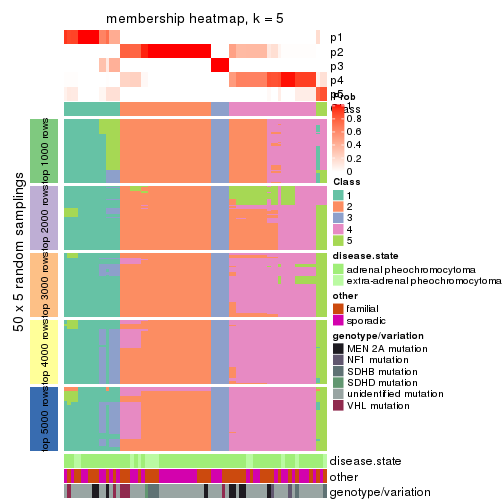 membership heatmap, k = 5
p1
p2
p3
p4
p5
Prob
Class
1
0.8
0.6
0.4
0.2
0
Class
1
2
3
4
5
disease.state
adrenal pheochromocytoma
extra-adrenal pheochromocytoma
other
familial
sporadic
genotype/variation
MEN 2A mutation
NF1 mutation
SDHB mutation
SDHD mutation
unidentified mutation
VHL mutation
50 x 5 random samplings
top 1000 rows
top 2000 rows
top 3000 rows
top 4000 rows
top 5000 rows
disease.state
other
genotype/variation